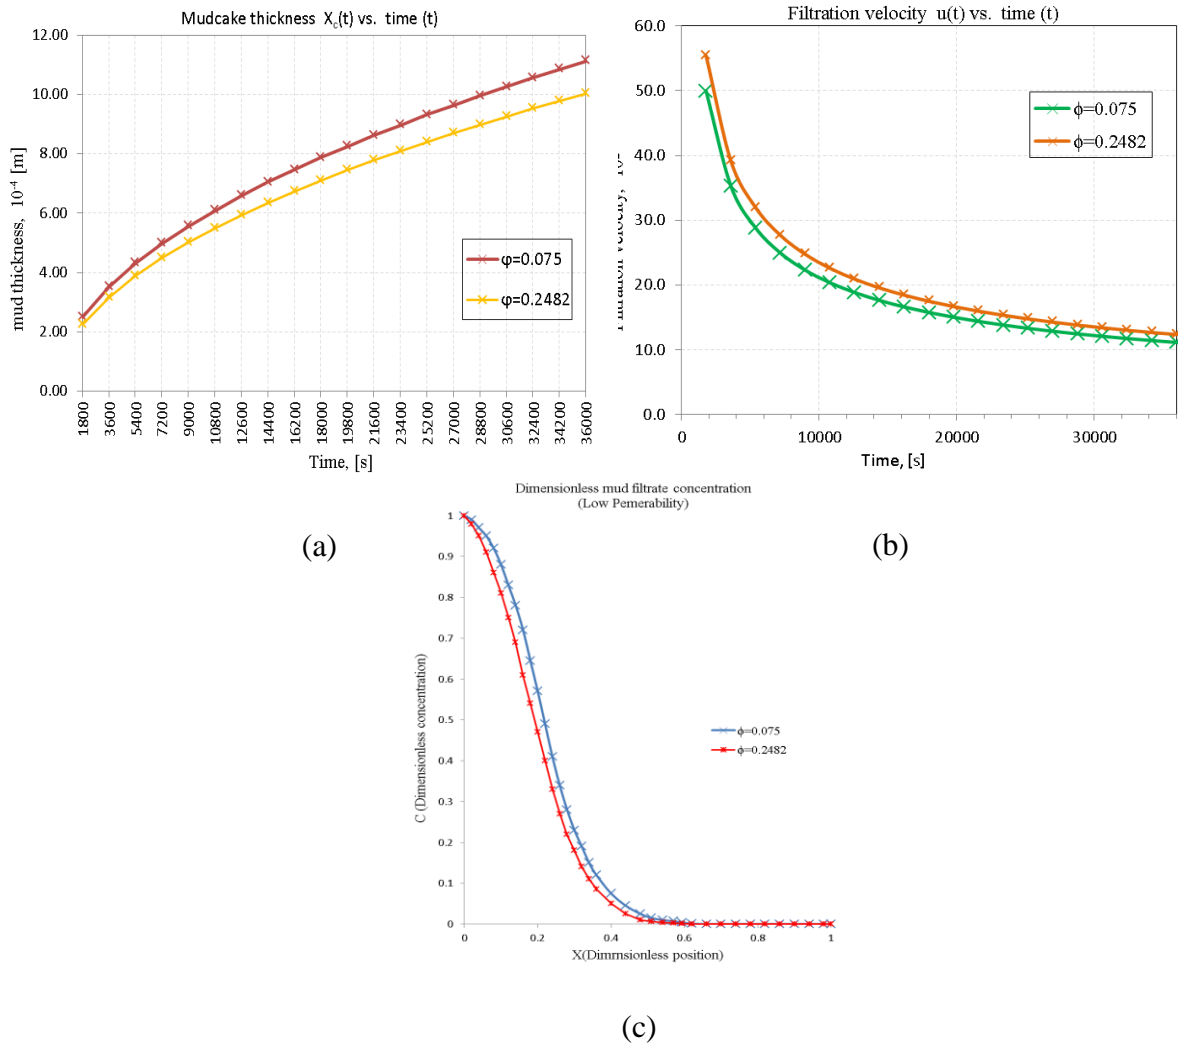 Mudcake thickness Xc(t) vs. time (t)
12.00
10.00
8.00
6.00
4.00
2.00
0.00
mud thickness, 10⁻⁴ [m]
φ=0.075
φ=0.2482
1800
3600
5400
7200
9000
10800
12600
14400
16200
18000
19800
21600
23400
25200
27000
28800
30600
32400
34200
36000
Time, [s]
(a)
Filtration velocity u(t) vs. time (t)
60.0
50.0
40.0
30.0
20.0
10.0
0.0
velocity,
ϕ=0.075
ϕ=0.2482
0
10000
20000
30000
Time, [s]
(b)
Dimensionless mud filtrate concentration
(Low Pemerability)
1
0.9
0.8
0.7
0.6
0.5
0.4
0.3
0.2
0.1
0
C (Dimensionless concentration)
ϕ=0.075
ϕ=0.2482
0
0.2
0.4
0.6
0.8
1
X(Dimrnsionless position)
(c)